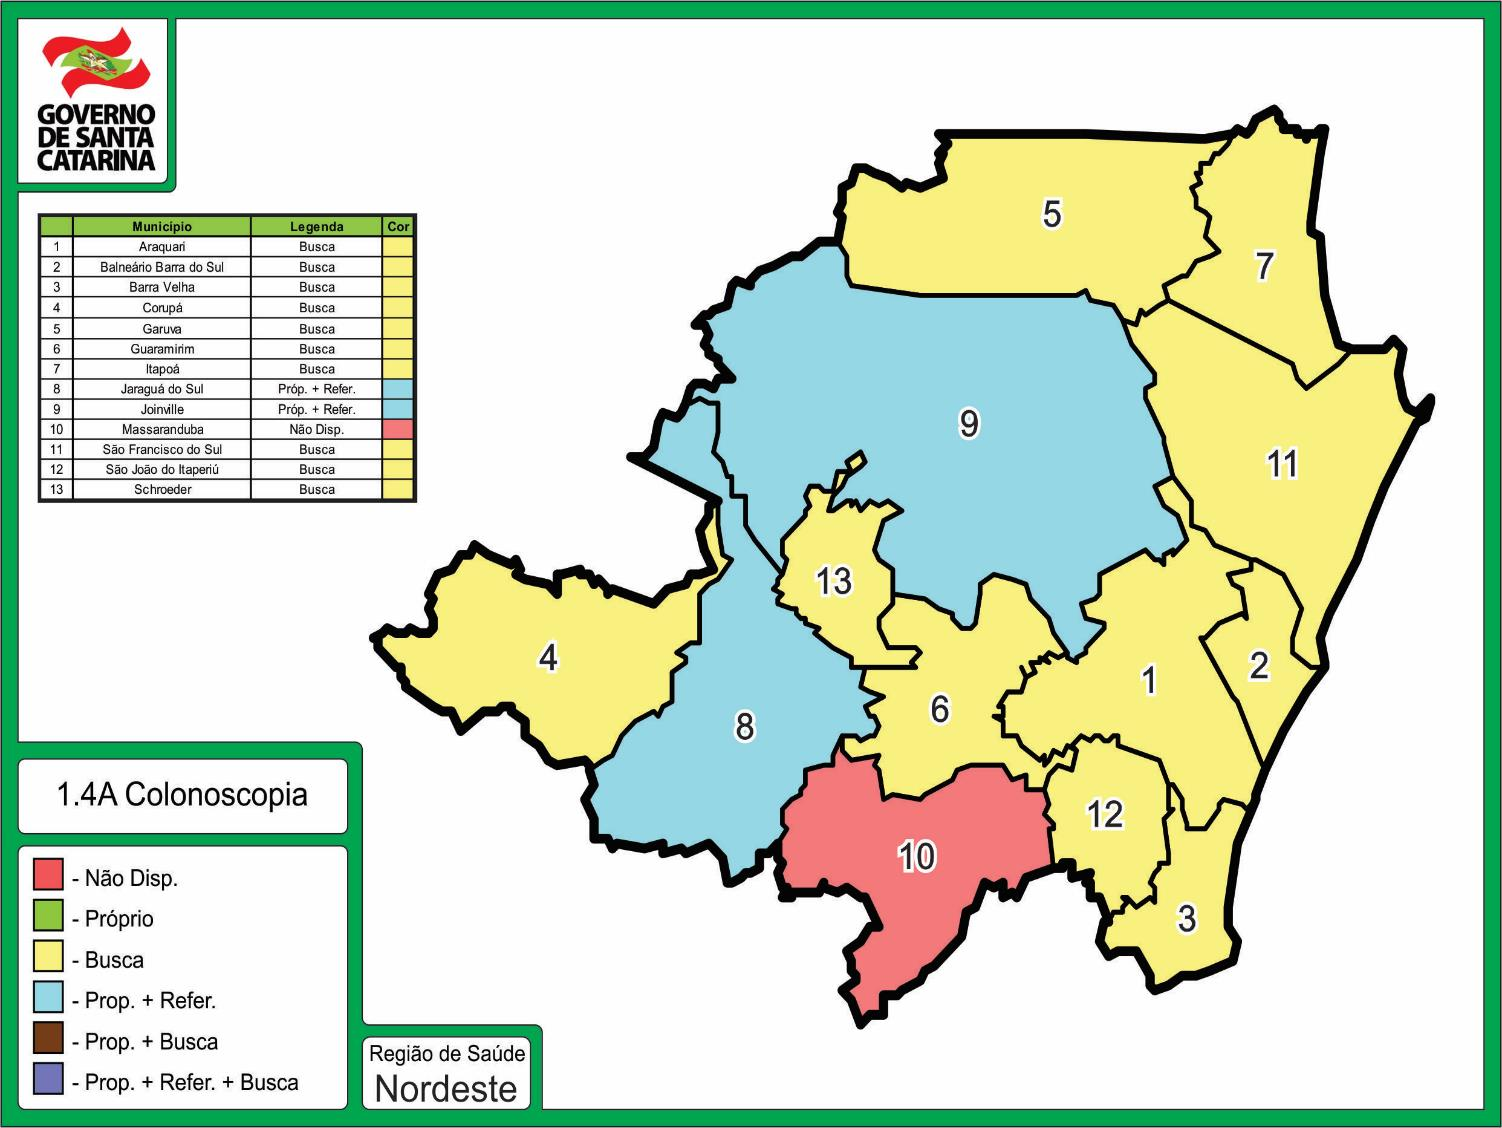 GOVERNO
DE SANTA
CATARINA
Município Legenda Cor
1 Araquari Busca
2 Balneário Barra do Sul Busca
3 Barra Velha Busca
4 Corupá Busca
5 Garuva Busca
6 Guaramirim Busca
7 Itapoá Busca
8 Jaraguá do Sul Próp. + Refer.
9 Joinville Próp. + Refer.
10 Massaranduba Não Disp.
11 São Francisco do Sul Busca
12 São João do Itaperiú Busca
13 Schroeder Busca
5
7
9
11
13
4
2
1
6
8
12
10
3
1.4A Colonoscopia
- Não Disp.
- Próprio
- Busca
- Prop. + Refer.
- Prop. + Busca
- Prop. + Refer. + Busca
Região de Saúde
Nordeste